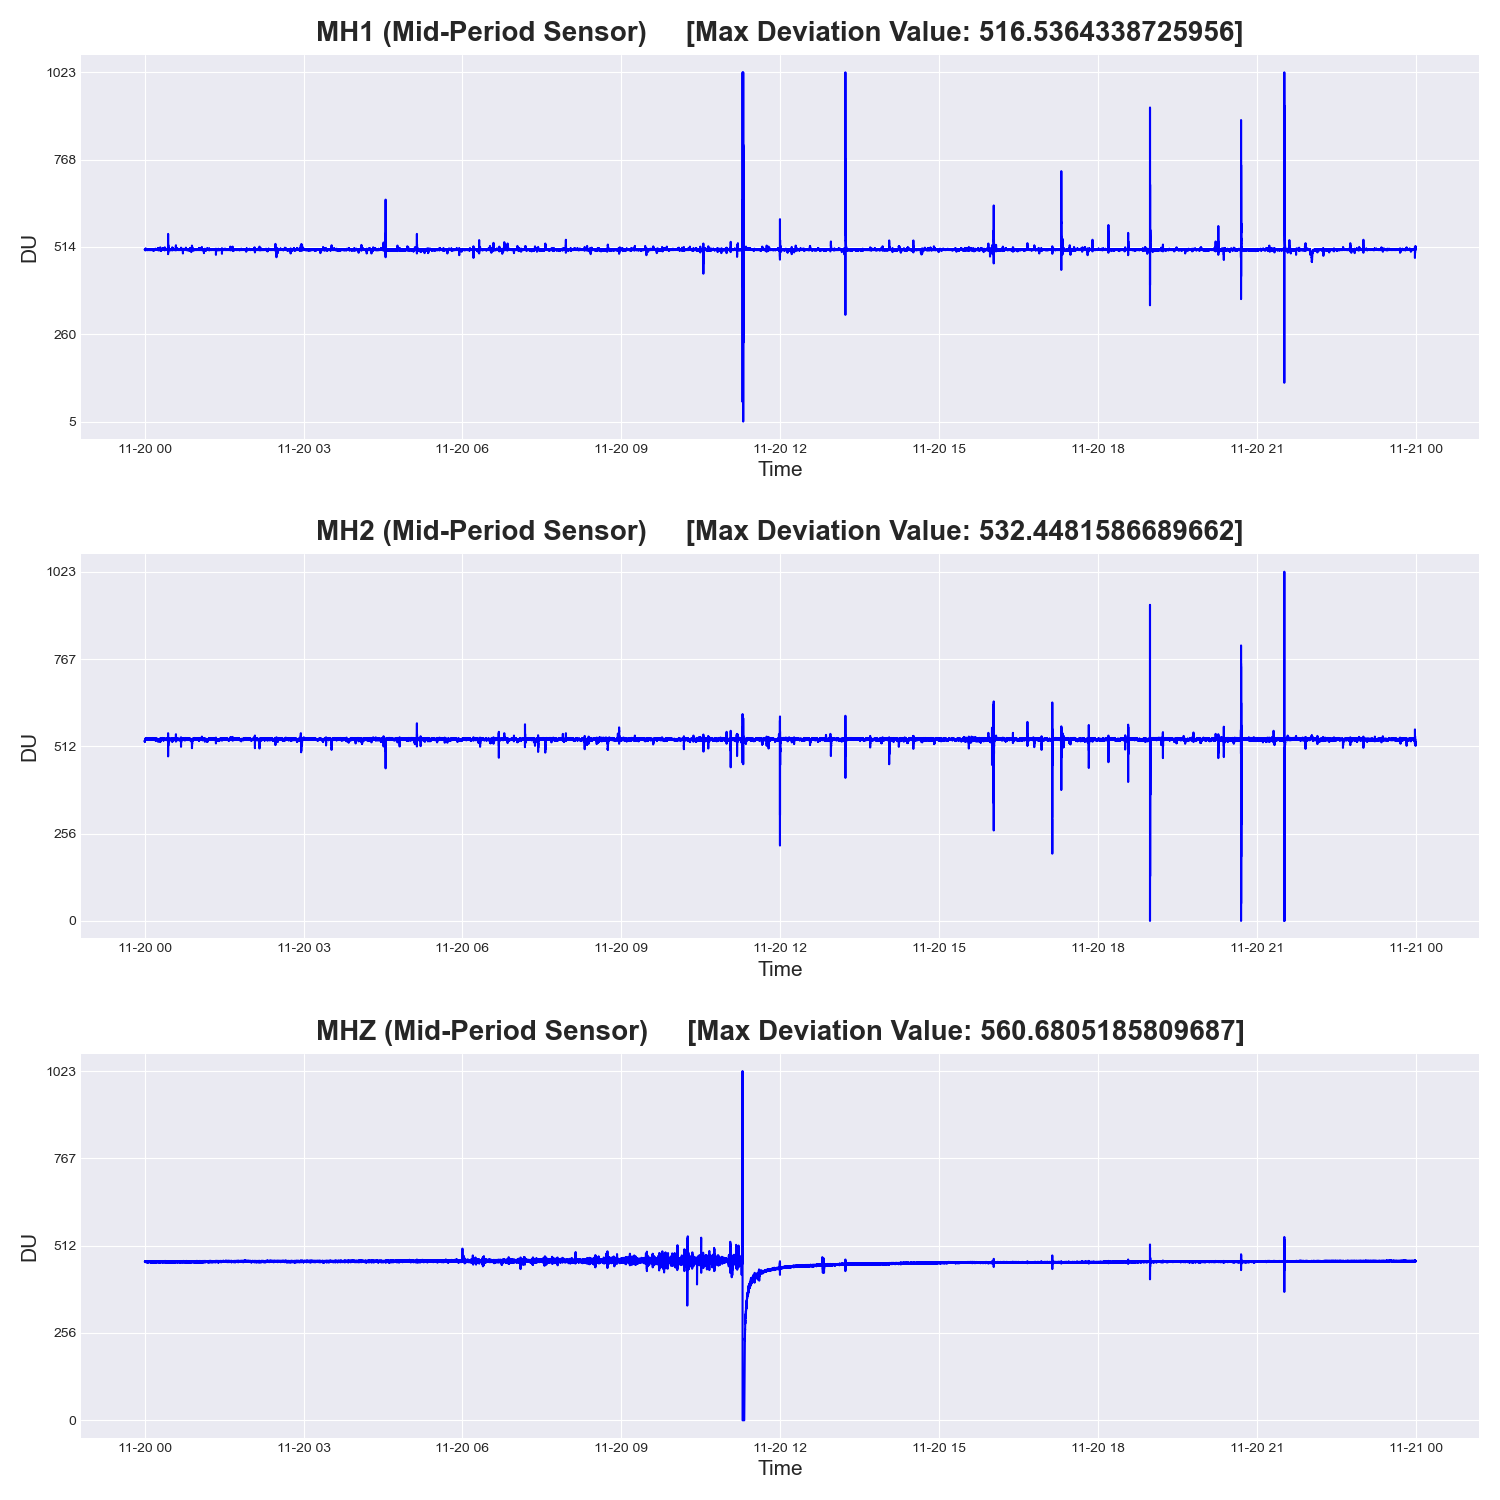 MH1 (Mid-Period Sensor) [Max Deviation Value: 516.5364338725956]
1023
768
514
260
5
DU
11-20 00 11-20 03 11-20 06 11-20 09 11-20 12 11-20 15 11-20 18 11-20 21 11-21 00
Time
MH2 (Mid-Period Sensor) [Max Deviation Value: 532.4481586689662]
1023
767
512
256
0
DU
11-20 00 11-20 03 11-20 06 11-20 09 11-20 12 11-20 15 11-20 18 11-20 21 11-21 00
Time
MHZ (Mid-Period Sensor) [Max Deviation Value: 560.6805185809687]
1023
767
512
256
0
DU
11-20 00 11-20 03 11-20 06 11-20 09 11-20 12 11-20 15 11-20 18 11-20 21 11-21 00
Time